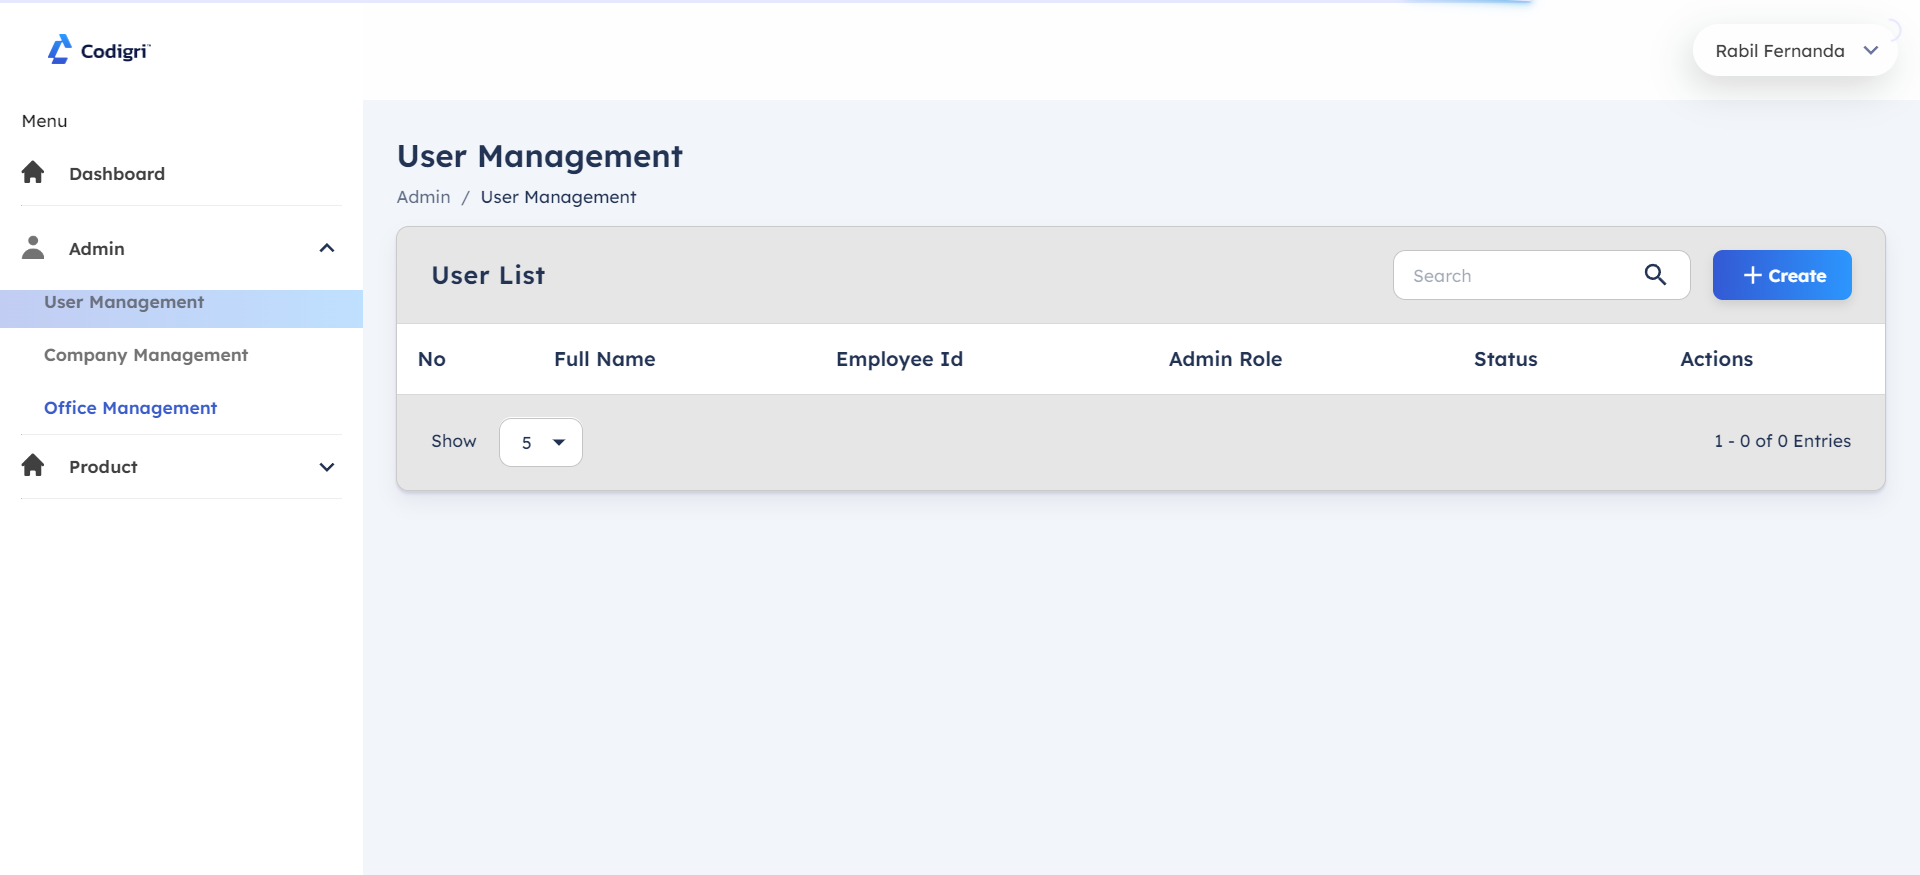 Codigri™
Rabil Fernanda
Menu
Dashboard
Admin
User Management
Company Management
Office Management
Product
User Management
Admin / User Management
User List
Search
Create
No Full Name Employee Id Admin Role Status Actions
Show 5 1 - 0 of 0 Entries